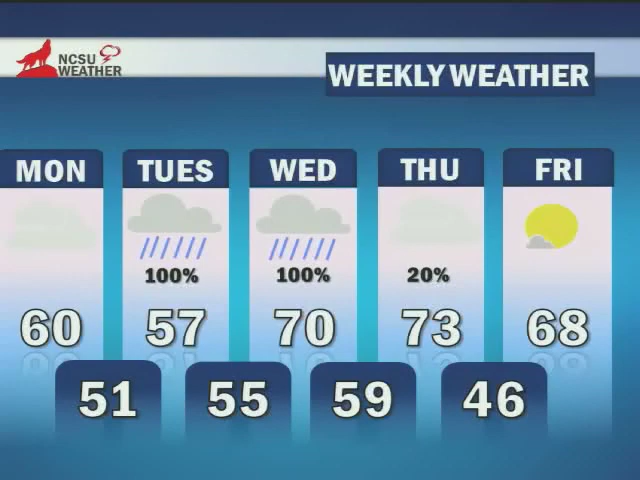 NCSU
WEATHER
WEEKLY WEATHER
MON TUES WED THU FRI
100% 100% 20%
60 57 70 73 68
51 55 59 46